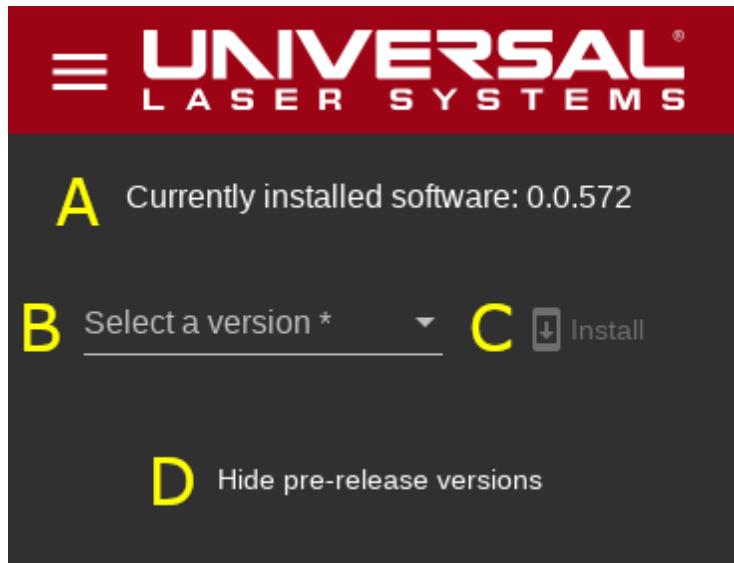 UNIVERSAL®
LASER SYSTEMS
A Currently installed software: 0.0.572
B Select a version * C Install
D Hide pre-release versions